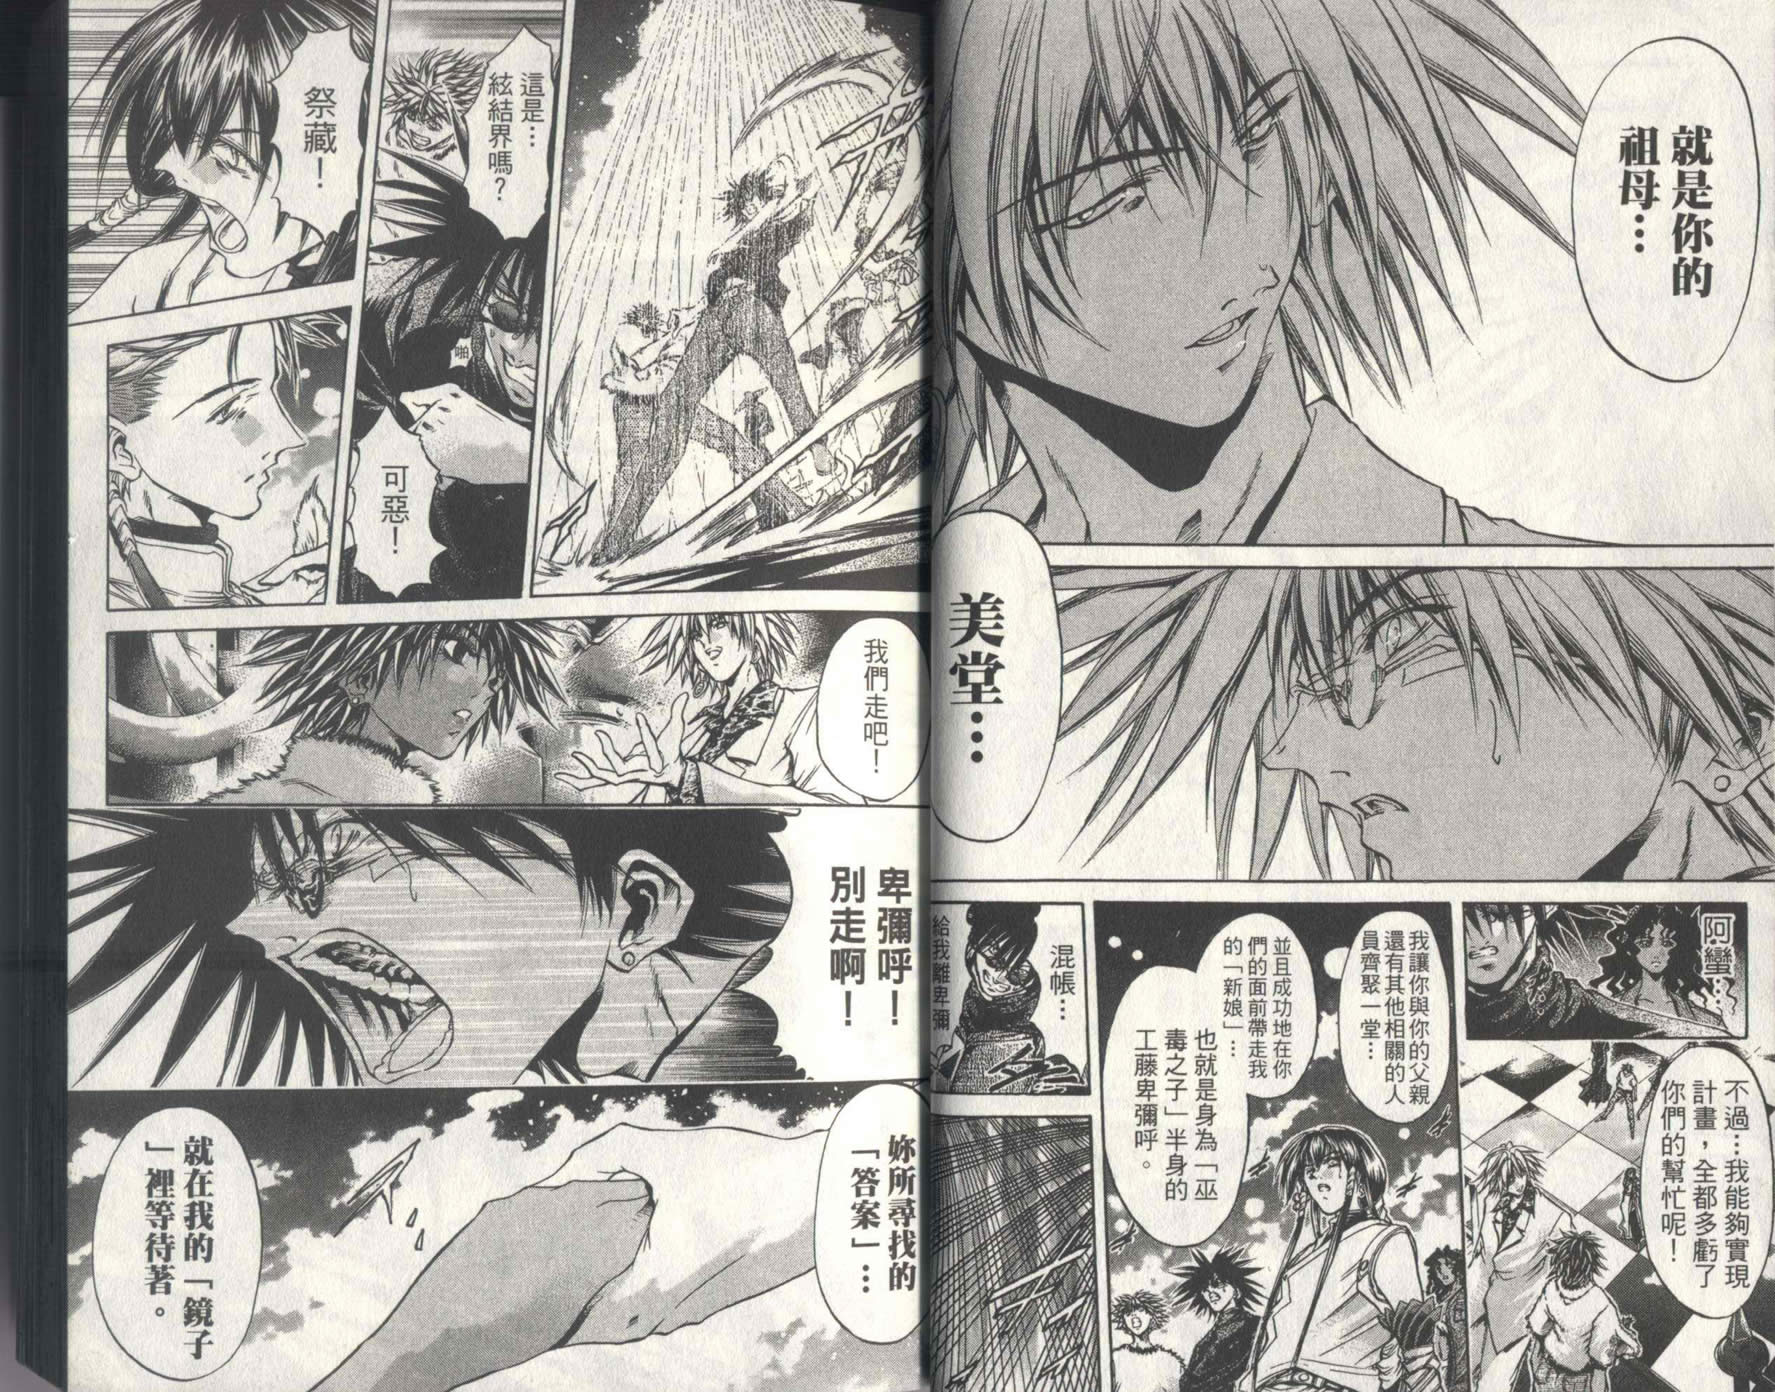 就是你的
祖母…
美堂…
阿蠻…
不過…我能夠實現
計畫，全都多虧了
你們的幫忙呢！
我讓你與你的父親
還有其他相關的人
員齊聚一堂…
並且成功地在你
們的面前帶走我
的「新娘」…
也就是身為「巫
毒之子」半身的
工藤卑彌呼。
混帳…
給我離卑彌
這是…
絃結界嗎？
祭藏！
可惡！
我們走吧！
卑彌呼！
別走啊！
妳所尋找的
「答案」…
就在我的「鏡子
」裡等待著。